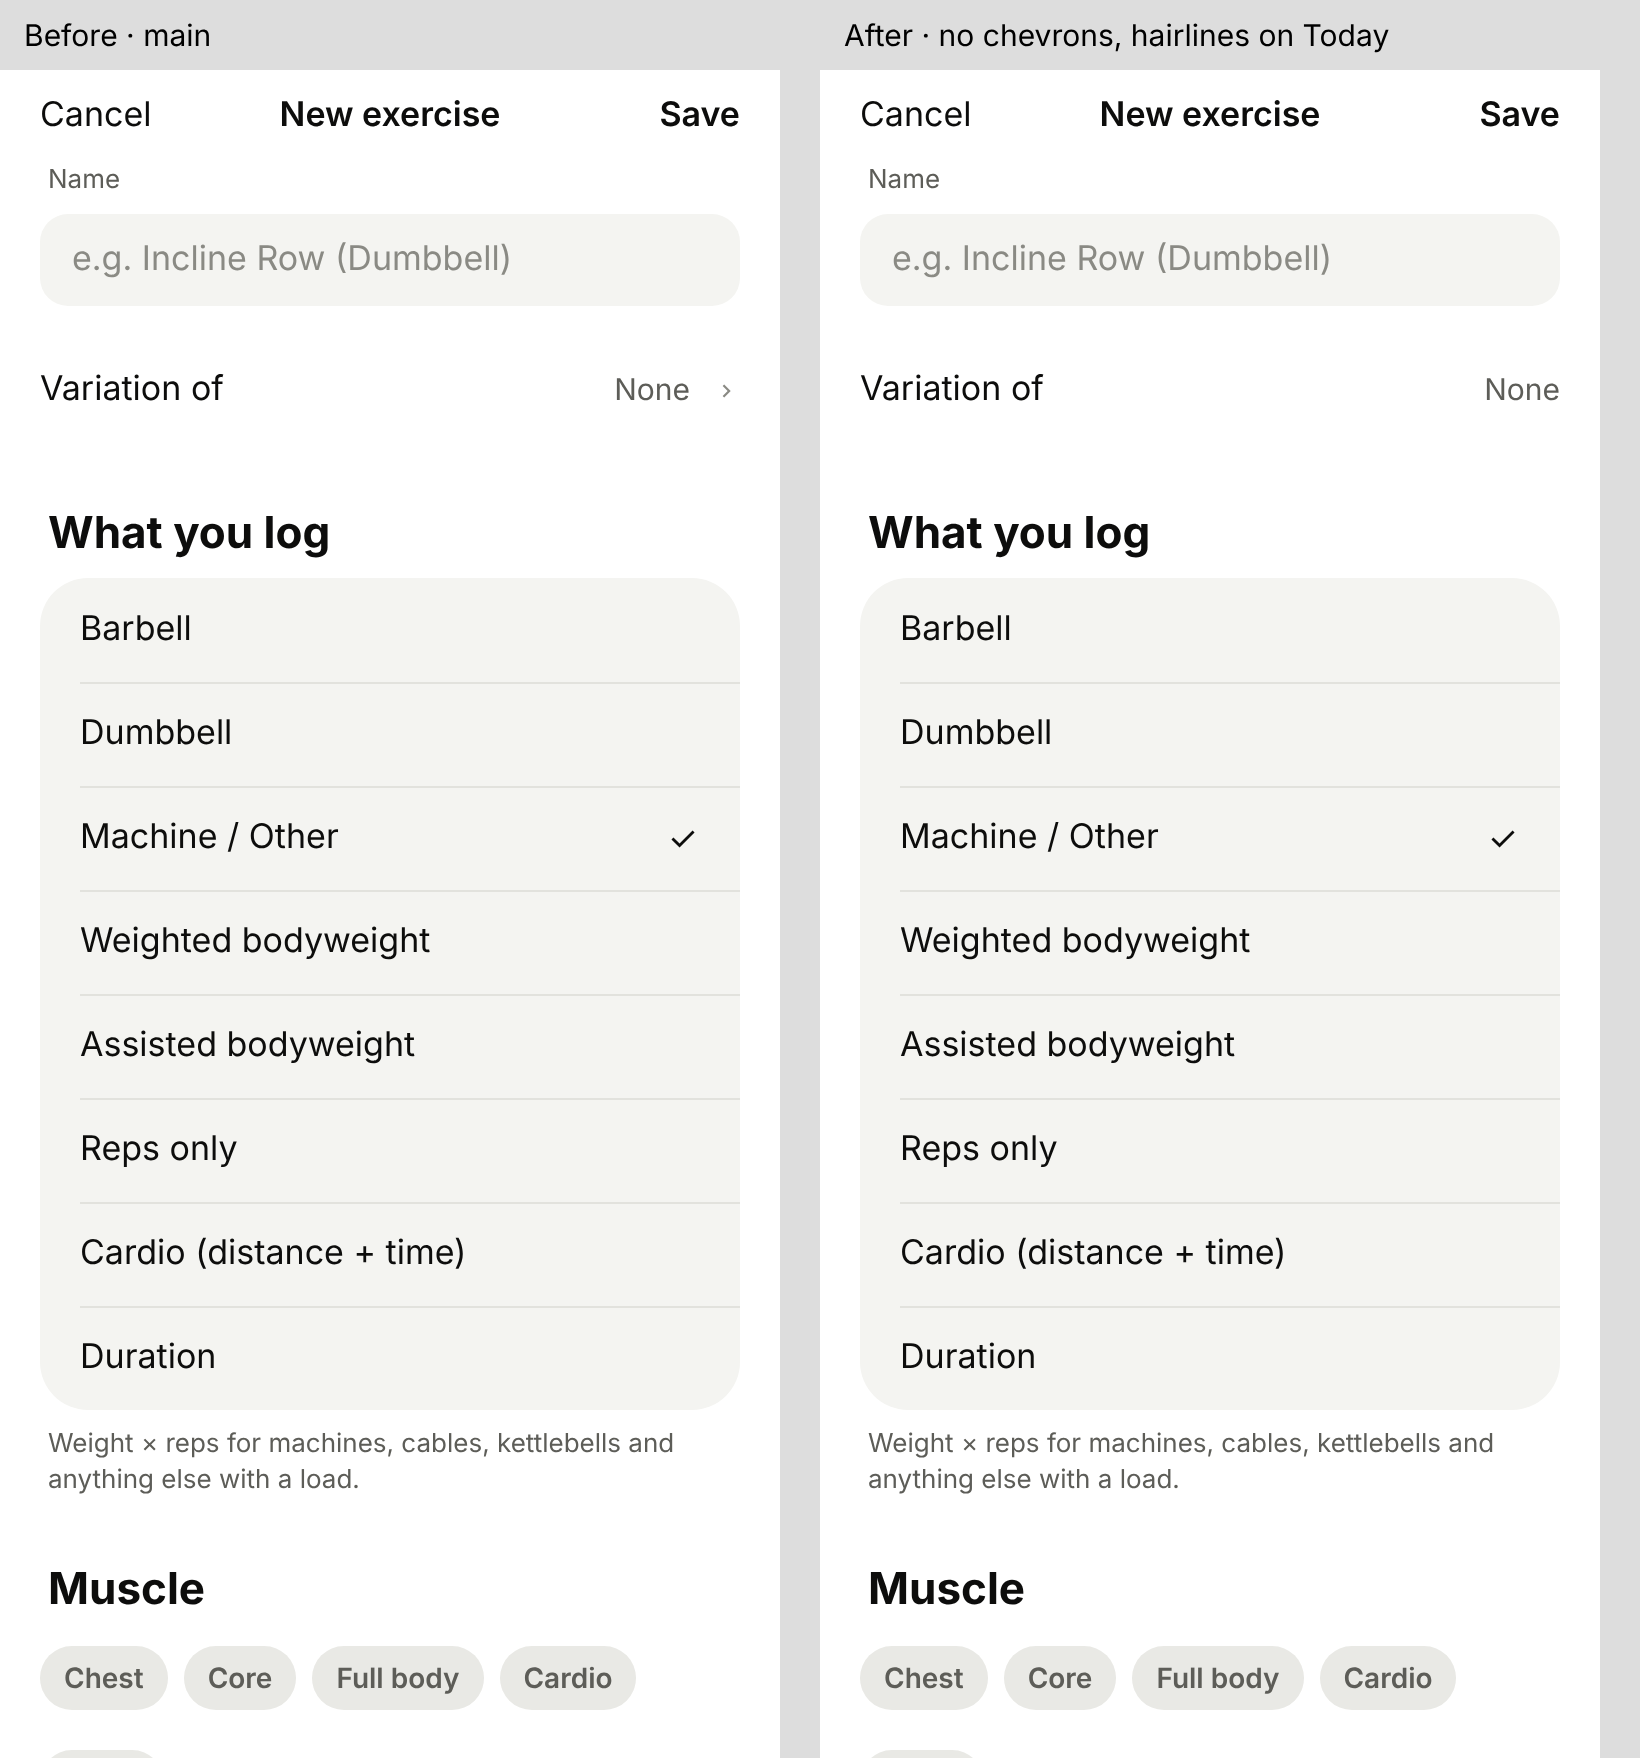 Before · main
Cancel New exercise Save
Name
e.g. Incline Row (Dumbbell)
Variation of None ›
What you log
Barbell
Dumbbell
Machine / Other ✓
Weighted bodyweight
Assisted bodyweight
Reps only
Cardio (distance + time)
Duration
Weight × reps for machines, cables, kettlebells and
anything else with a load.
Muscle
Chest Core Full body Cardio
After · no chevrons, hairlines on Today
Cancel New exercise Save
Name
e.g. Incline Row (Dumbbell)
Variation of None
What you log
Barbell
Dumbbell
Machine / Other ✓
Weighted bodyweight
Assisted bodyweight
Reps only
Cardio (distance + time)
Duration
Weight × reps for machines, cables, kettlebells and
anything else with a load.
Muscle
Chest Core Full body Cardio